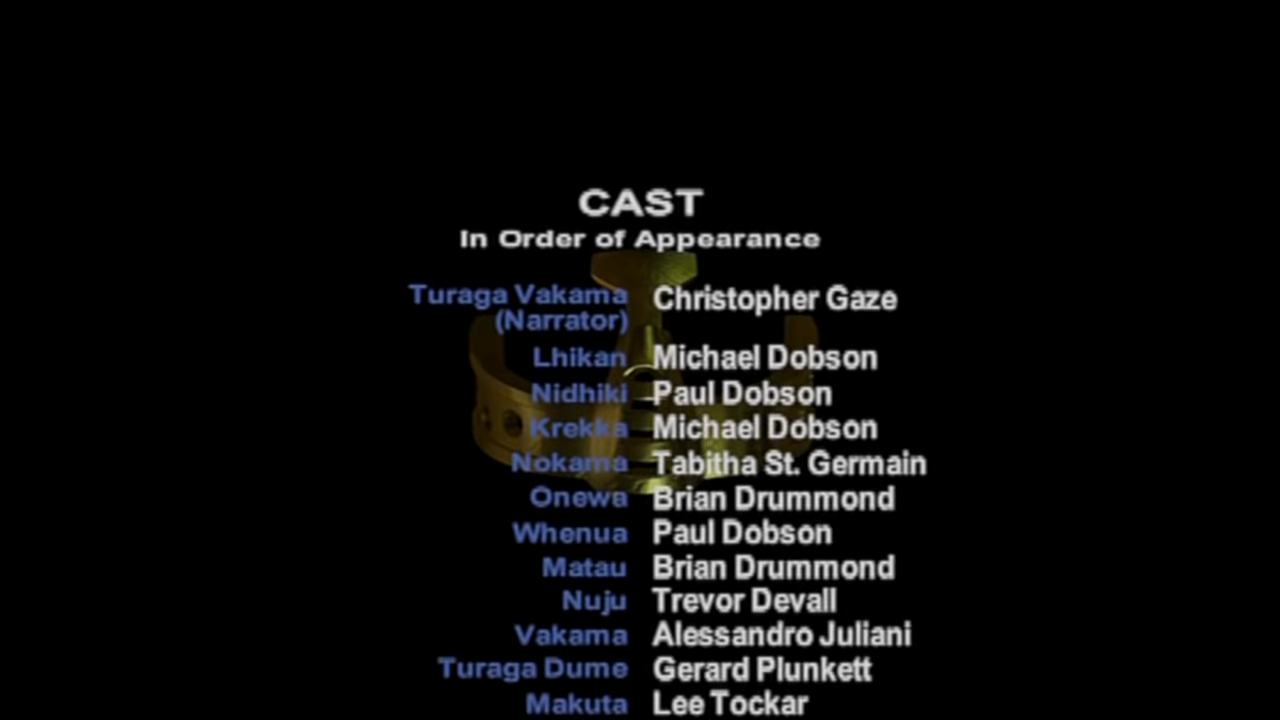 CAST
In Order of Appearance
Turaga Vakama Christopher Gaze
(Narrator)
Lhikan Michael Dobson
Nidhiki Paul Dobson
Krekka Michael Dobson
Nokama Tabitha St. Germain
Onewa Brian Drummond
Whenua Paul Dobson
Matau Brian Drummond
Nuju Trevor Devall
Vakama Alessandro Juliani
Turaga Dume Gerard Plunkett
Makuta Lee Tockar